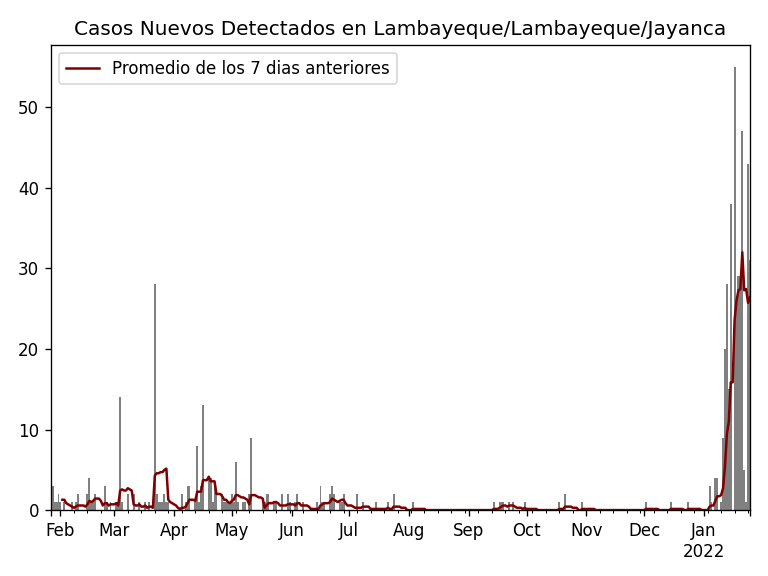 Casos Nuevos Detectados en Lambayeque/Lambayeque/Jayanca
Promedio de los 7 dias anteriores
50
40
30
20
10
0
Feb Mar Apr May Jun Jul Aug Sep Oct Nov Dec Jan
2022